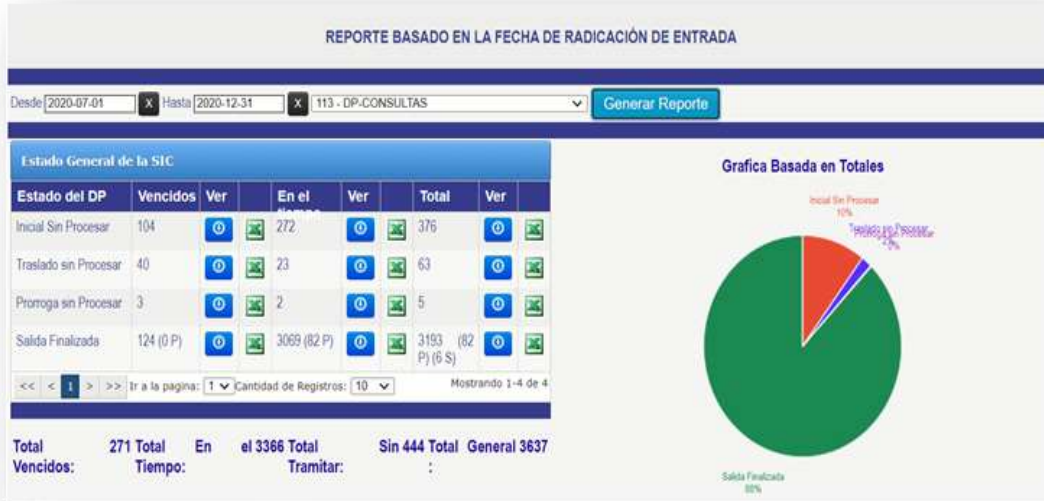 REPORTE BASADO EN LA FECHA DE RADICACIÓN DE ENTRADA
Desde 2020-07-01 X Hasta 2020-12-31 X 113 - DP-CONSULTAS Generar Reporte
Estado General de la SIC
Estado del DP Vencidos Ver En el tiempo Ver Total Ver
Inicial Sin Procesar 104 272 376
Traslado sin Procesar 40 23 63
Prorroga sin Procesar 3 2 5
Salida Finalizada 124 (0 P) 3069 (82 P) 3193 (82
P) (6 S)
<< < 1 > >> Ir a la pagina: 1 Cantidad de Registros: 10 Mostrando 1-4 de 4
Total 271 Total En el 3366 Total Sin 444 Total General 3637
Vencidos: Tiempo: Tramitar: :
Grafica Basada en Totales
Inicial Sin Procesar
10%
Traslado sin Procesar
2%
Prorroga sin Procesar
Salida Finalizada
88%